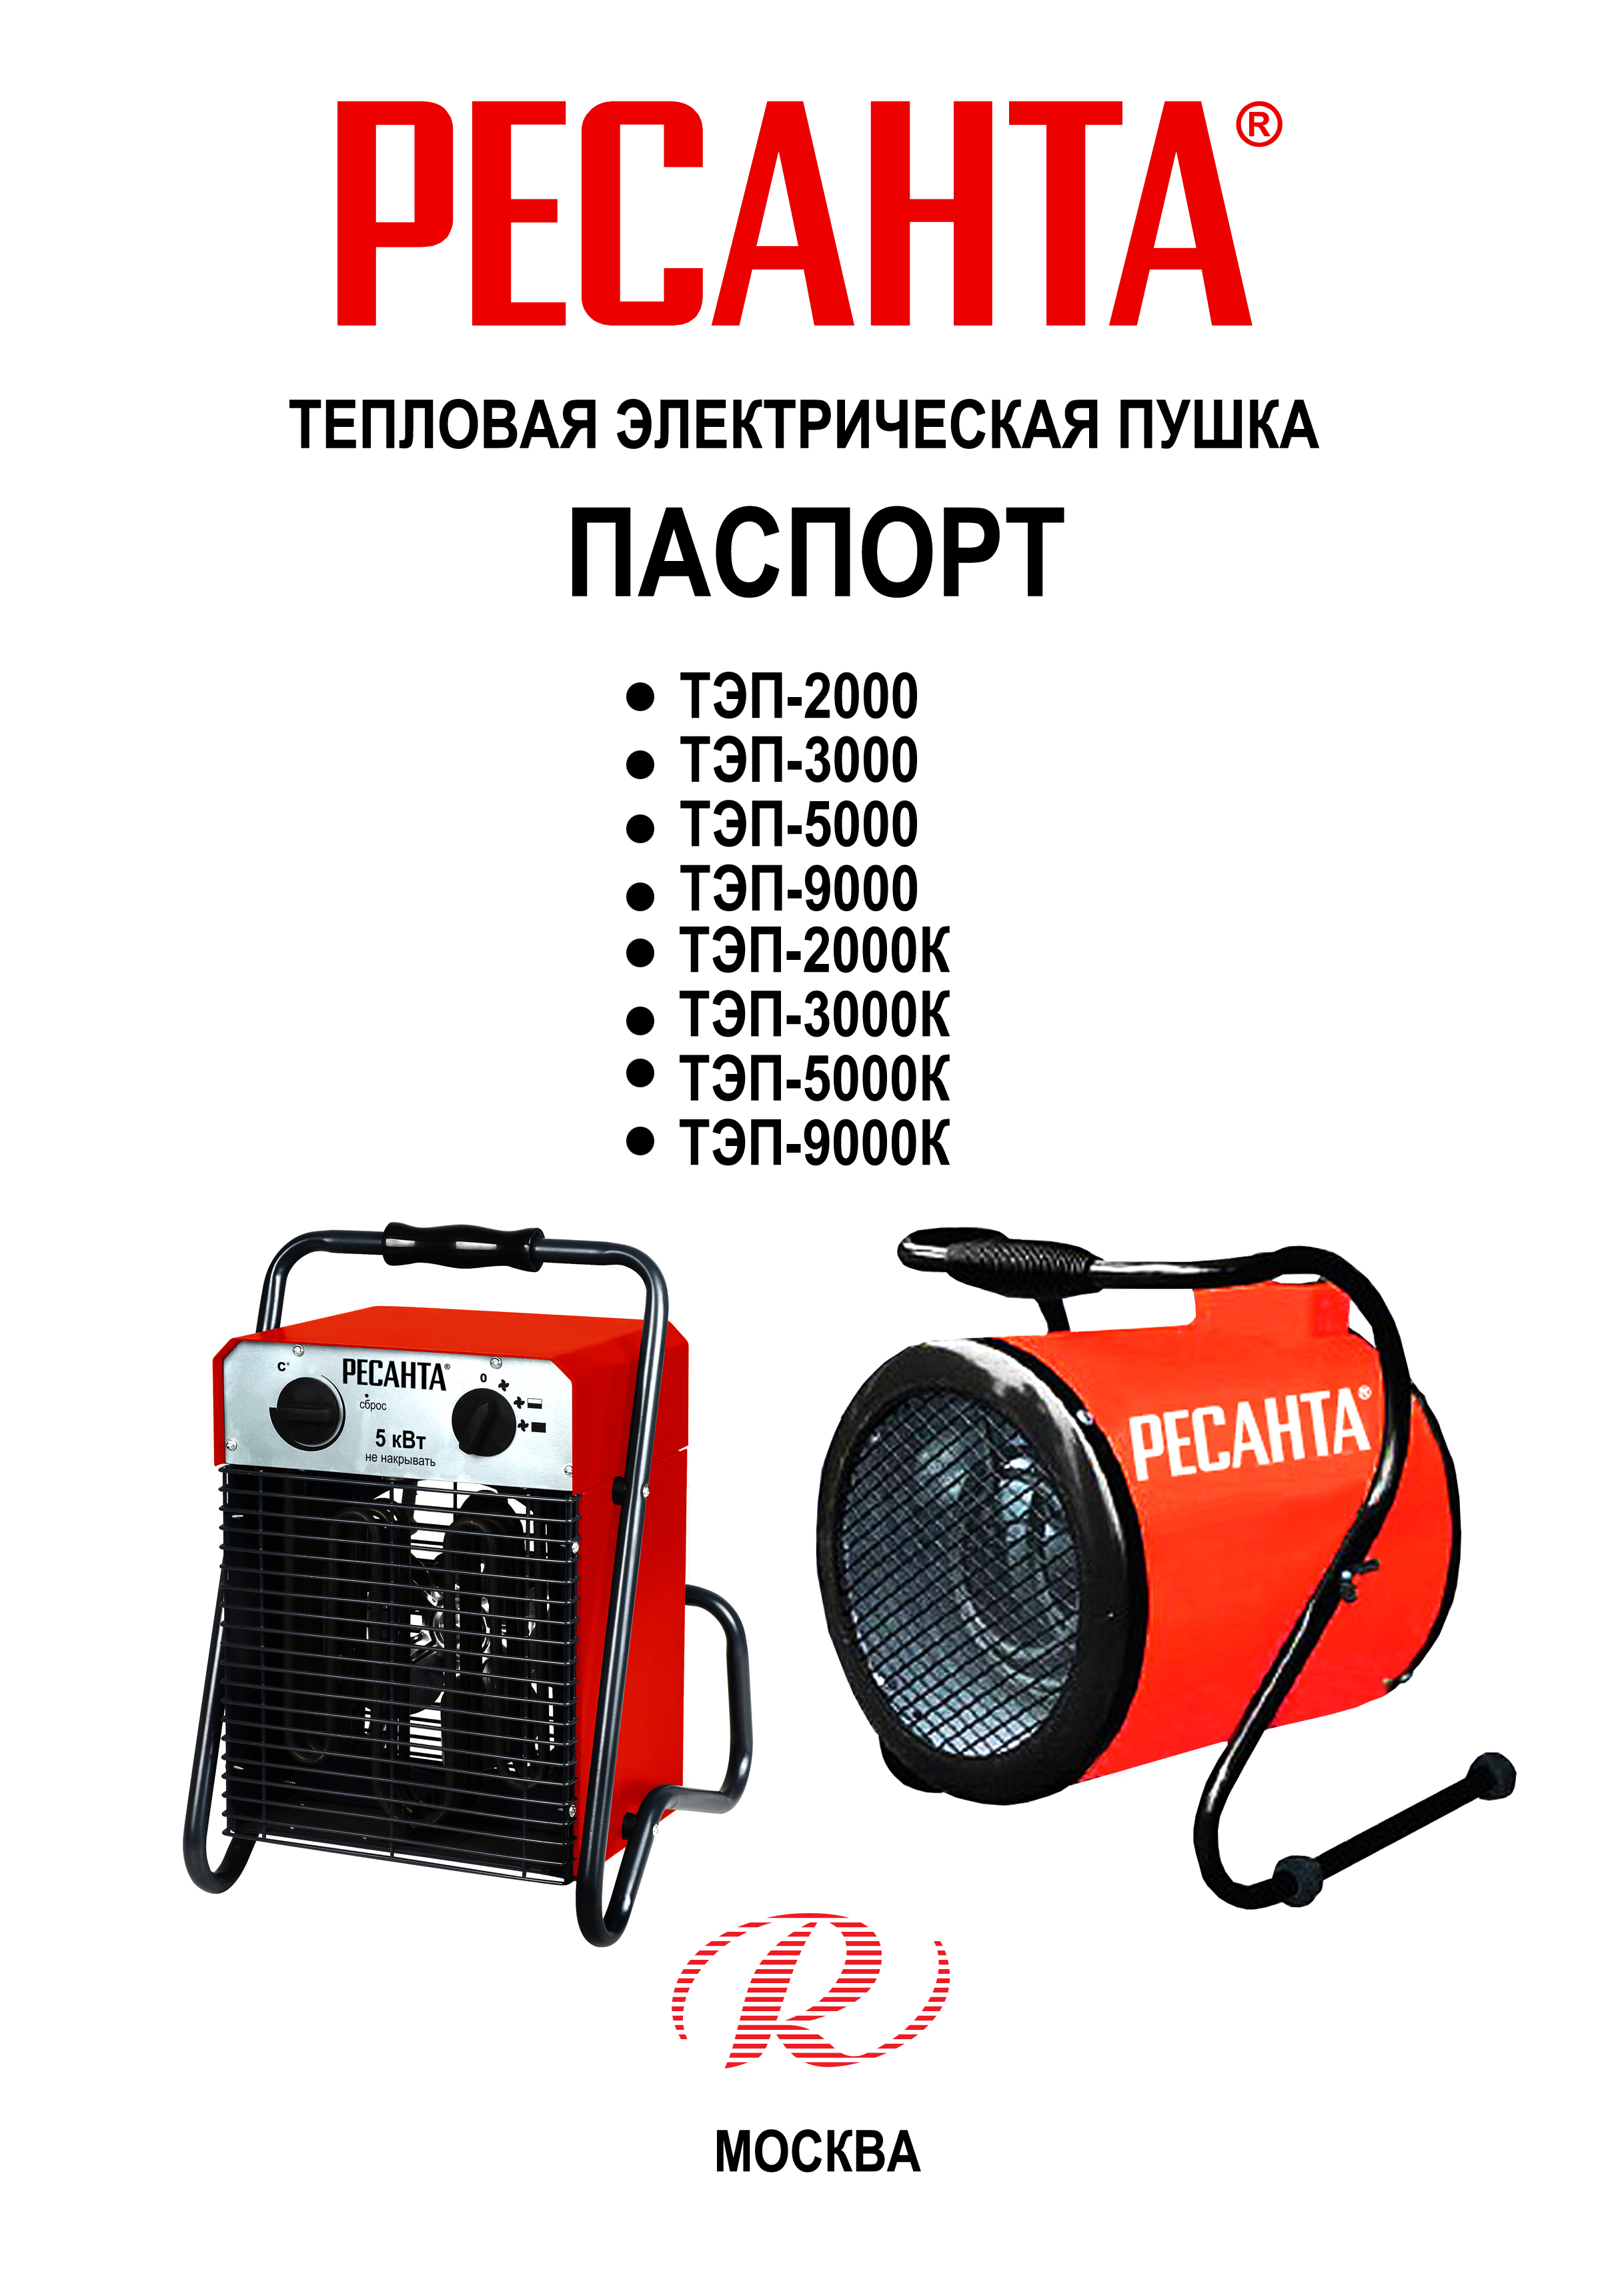 РЕСАНТА®
ТЕПЛОВАЯ ЭЛЕКТРИЧЕСКАЯ ПУШКА
ПАСПОРТ
• ТЭП-2000
• ТЭП-3000
• ТЭП-5000
• ТЭП-9000
• ТЭП-2000К
• ТЭП-3000К
• ТЭП-5000К
• ТЭП-9000К
С°
РЕСАНТА®
0
сброс
5 кВт
не накрывать
РЕСАНТА®
R
МОСКВА